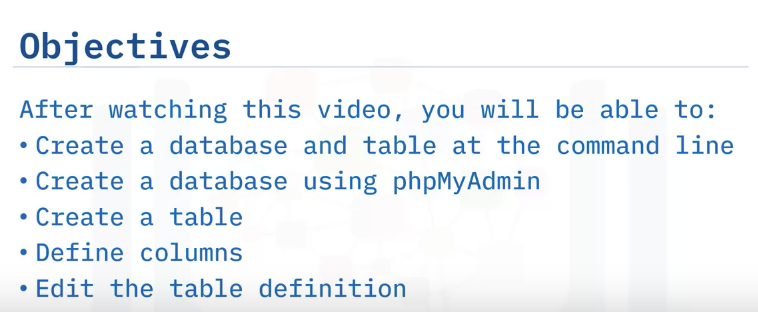 Objectives
After watching this video, you will be able to:
• Create a database and table at the command line
• Create a database using phpMyAdmin
• Create a table
• Define columns
• Edit the table definition